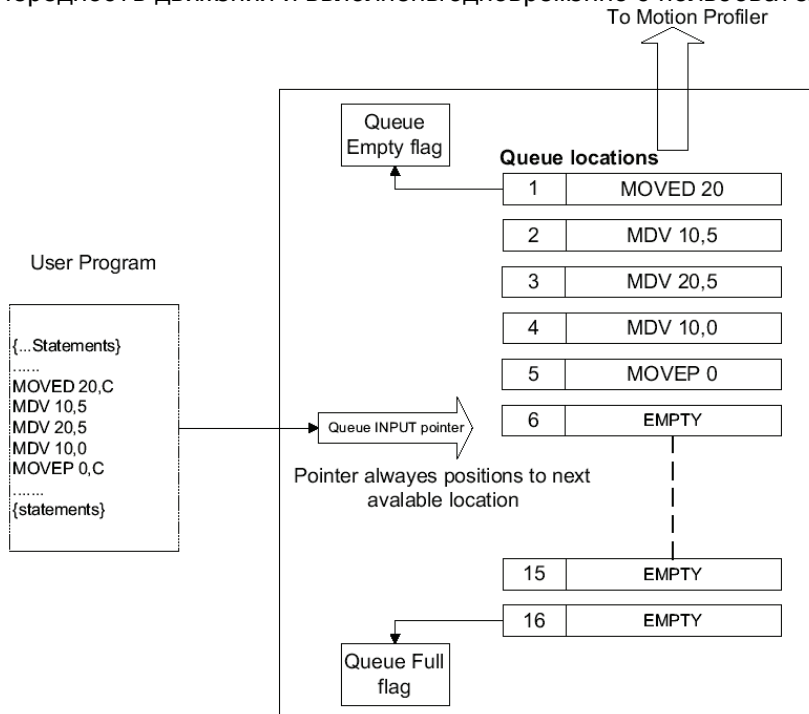 движений и выполнены одновременно с
To Motion Profiler
Queue
Empty flag
Queue locations
1 MOVED 20
2 MDV 10,5
3 MDV 20,5
4 MDV 10,0
5 MOVEP 0
6 EMPTY
15 EMPTY
16 EMPTY
User Program
{...Statements}
......
MOVED 20,C
MDV 10,5
MDV 20,5
MDV 10,0
MOVEP 0,C
.......
{statements}
Queue INPUT pointer
Pointer alwayes positions to next
avalable location
Queue Full
flag